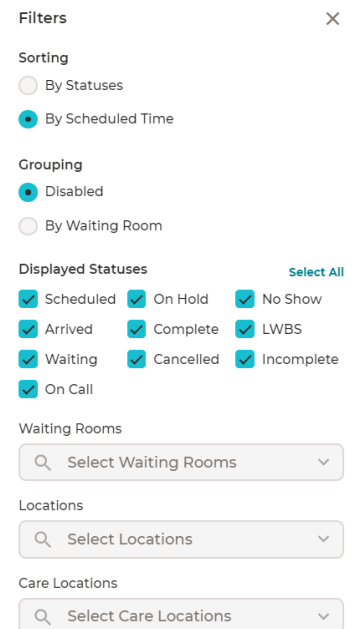 Filters
Sorting
By Statuses
By Scheduled Time
Grouping
Disabled
By Waiting Room
Displayed Statuses Select All
Scheduled On Hold No Show
Arrived Complete LWBS
Waiting Cancelled Incomplete
On Call
Waiting Rooms
Select Waiting Rooms
Locations
Select Locations
Care Locations
Select Care Locations